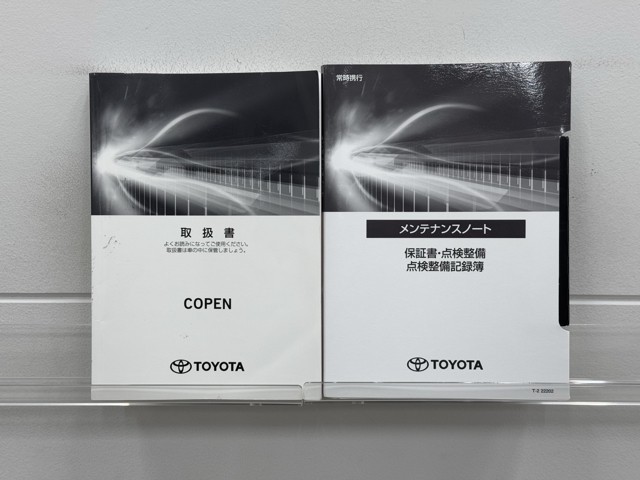 取扱書
よくお読みになってご使用ください。
取扱書は車の中に保管しましょう。
COPEN
TOYOTA
常時携行
メンテナンスノート
保証書・点検整備
点検整備記録簿
TOYOTA
T-2